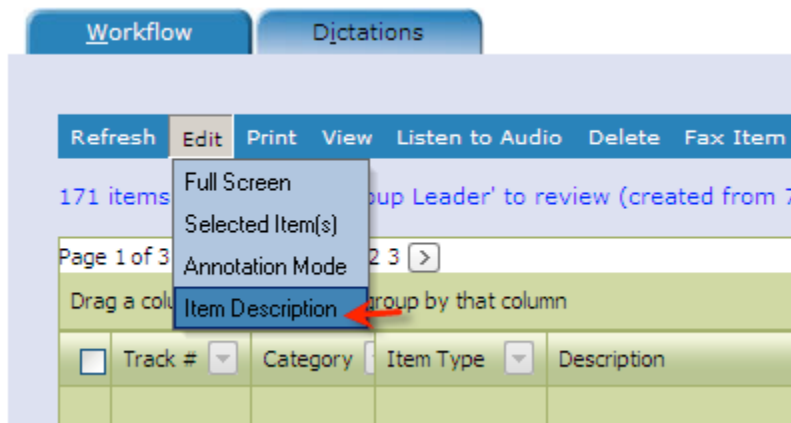 Workflow Dictations
Refresh Edit Print View Listen to Audio Delete Fax Item
Full Screen
171 items up Leader' to review (created from 7
Selected Item(s)
Page 1 of 3 2 3 >
Annotation Mode
Drag a colu group by that column
Item Description
Track # Category Item Type Description